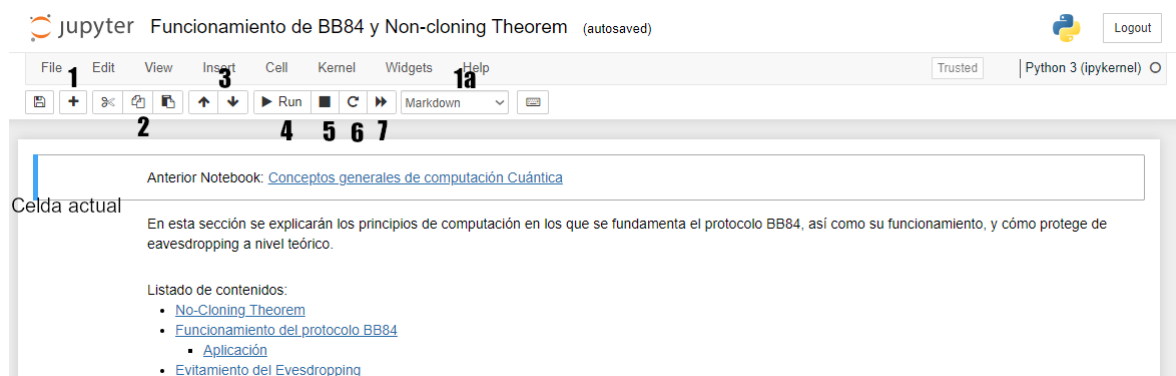 jupyter Funcionamiento de BB84 y Non-cloning Theorem (autosaved) Logout
File Edit View Insert Cell Kernel Widgets Help Trusted Python 3 (ipykernel)
1 3 1a
Run Markdown
2 4 5 6 7
Anterior Notebook: Conceptos generales de computación Cuántica
Celda actual
En esta sección se explicarán los principios de computación en los que se fundamenta el protocolo BB84, así como su funcionamiento, y cómo protege de
eavesdropping a nivel teórico.
Listado de contenidos:
• No-Cloning Theorem
• Funcionamiento del protocolo BB84
▪ Aplicación
• Evitamiento del Eyesdropping